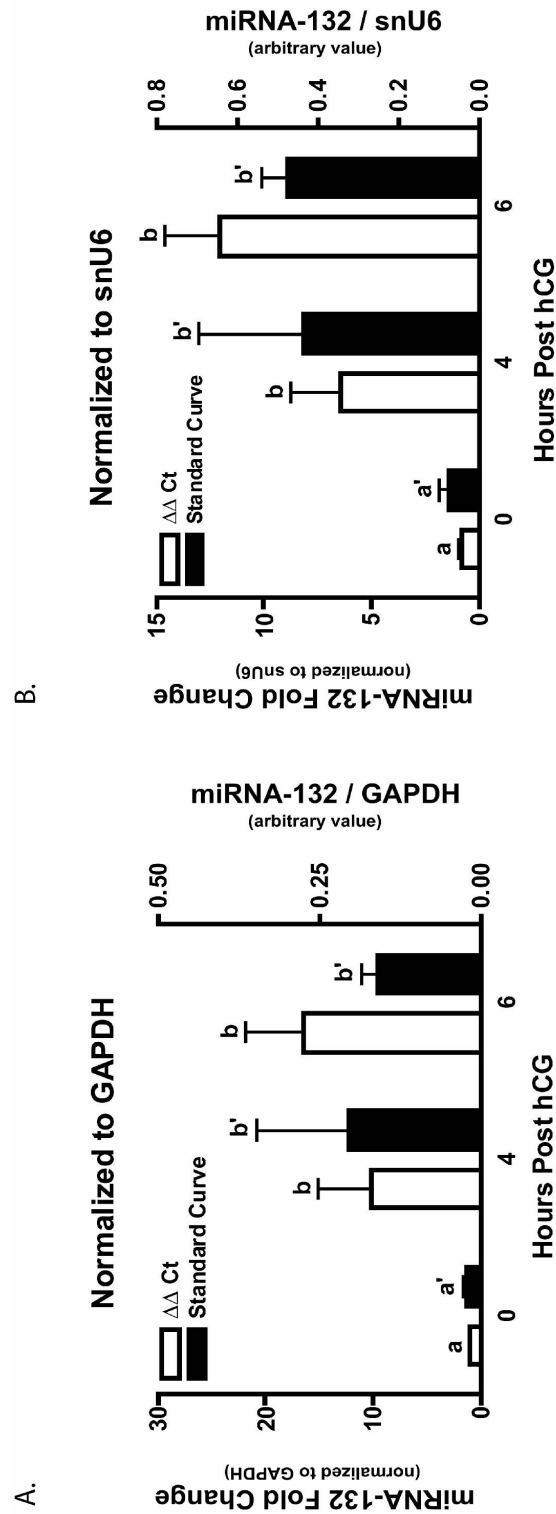 A.
Normalized to GAPDH
ΔΔ Ct
Standard Curve
miRNA-132 Fold Change
(normalized to GAPDH)
30
20
10
0
miRNA-132 / GAPDH
(arbitrary value)
0.50
0.25
0.00
a
a'
b
b'
b
b'
0
4
6
Hours Post hCG
B.
Normalized to snU6
ΔΔ Ct
Standard Curve
miRNA-132 Fold Change
(normalized to snU6)
15
10
5
0
miRNA-132 / snU6
(arbitrary value)
0.8
0.6
0.4
0.2
0.0
a
a'
b
b'
b
b'
0
4
6
Hours Post hCG